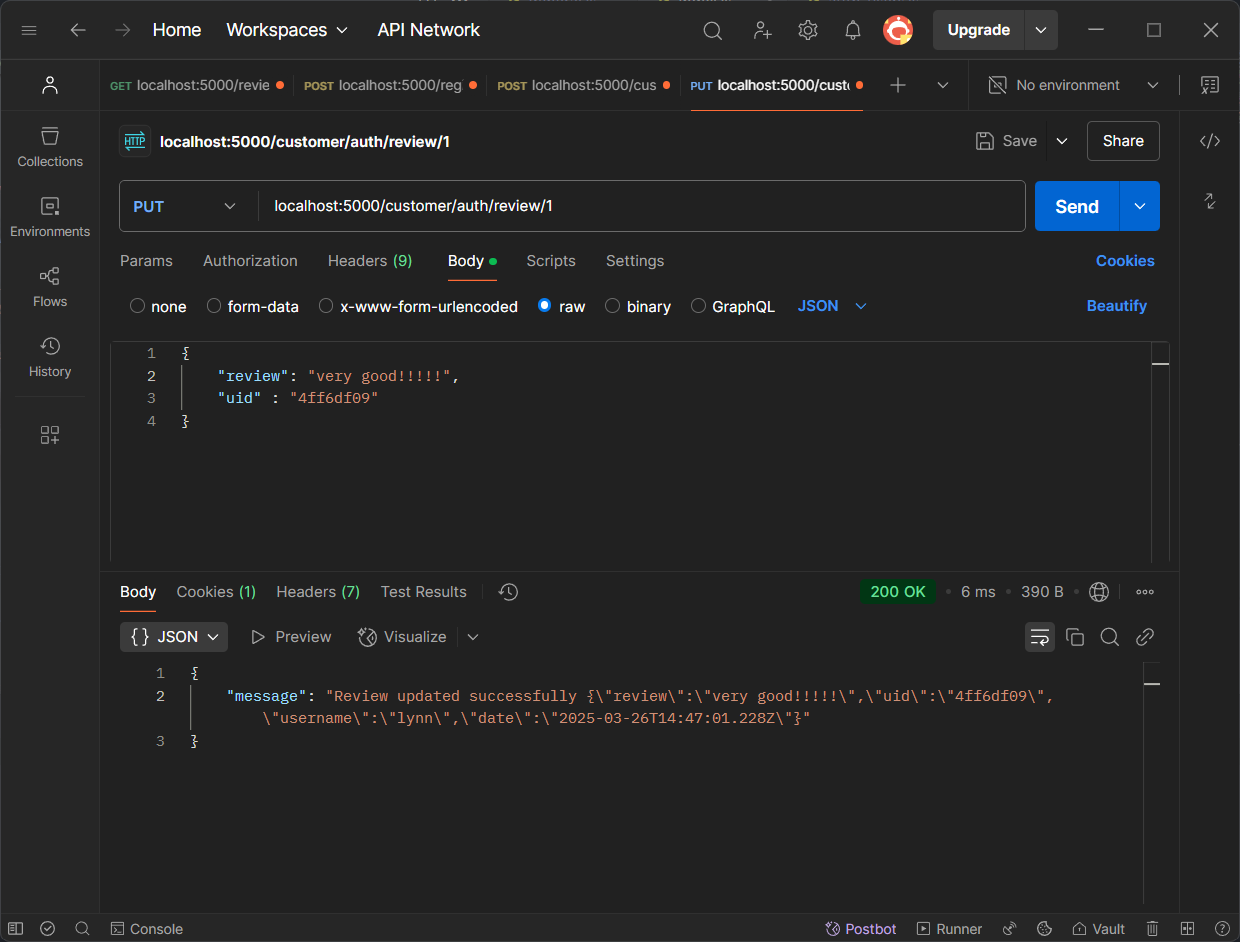 Home Workspaces API Network Upgrade
GET localhost:5000/revie POST localhost:5000/reg POST localhost:5000/cus PUT localhost:5000/custo No environment
HTTP localhost:5000/customer/auth/review/1 Save Share
Collections
Environments
Flows
History
PUT localhost:5000/customer/auth/review/1 Send
Params Authorization Headers (9) Body Scripts Settings Cookies
none form-data x-www-form-urlencoded raw binary GraphQL JSON Beautify
1 {
2 "review": "very good!!!!!",
3 "uid" : "4ff6df09"
4 }
Body Cookies (1) Headers (7) Test Results 200 OK • 6 ms • 390 B •
{ } JSON Preview Visualize
1 {
2 "message": "Review updated successfully {\"review\":\"very good!!!!!\",\"uid\":\"4ff6df09\",
\"username\":\"lynn\",\"date\":\"2025-03-26T14:47:01.228Z\"}"
3 }
Console Postbot Runner Vault